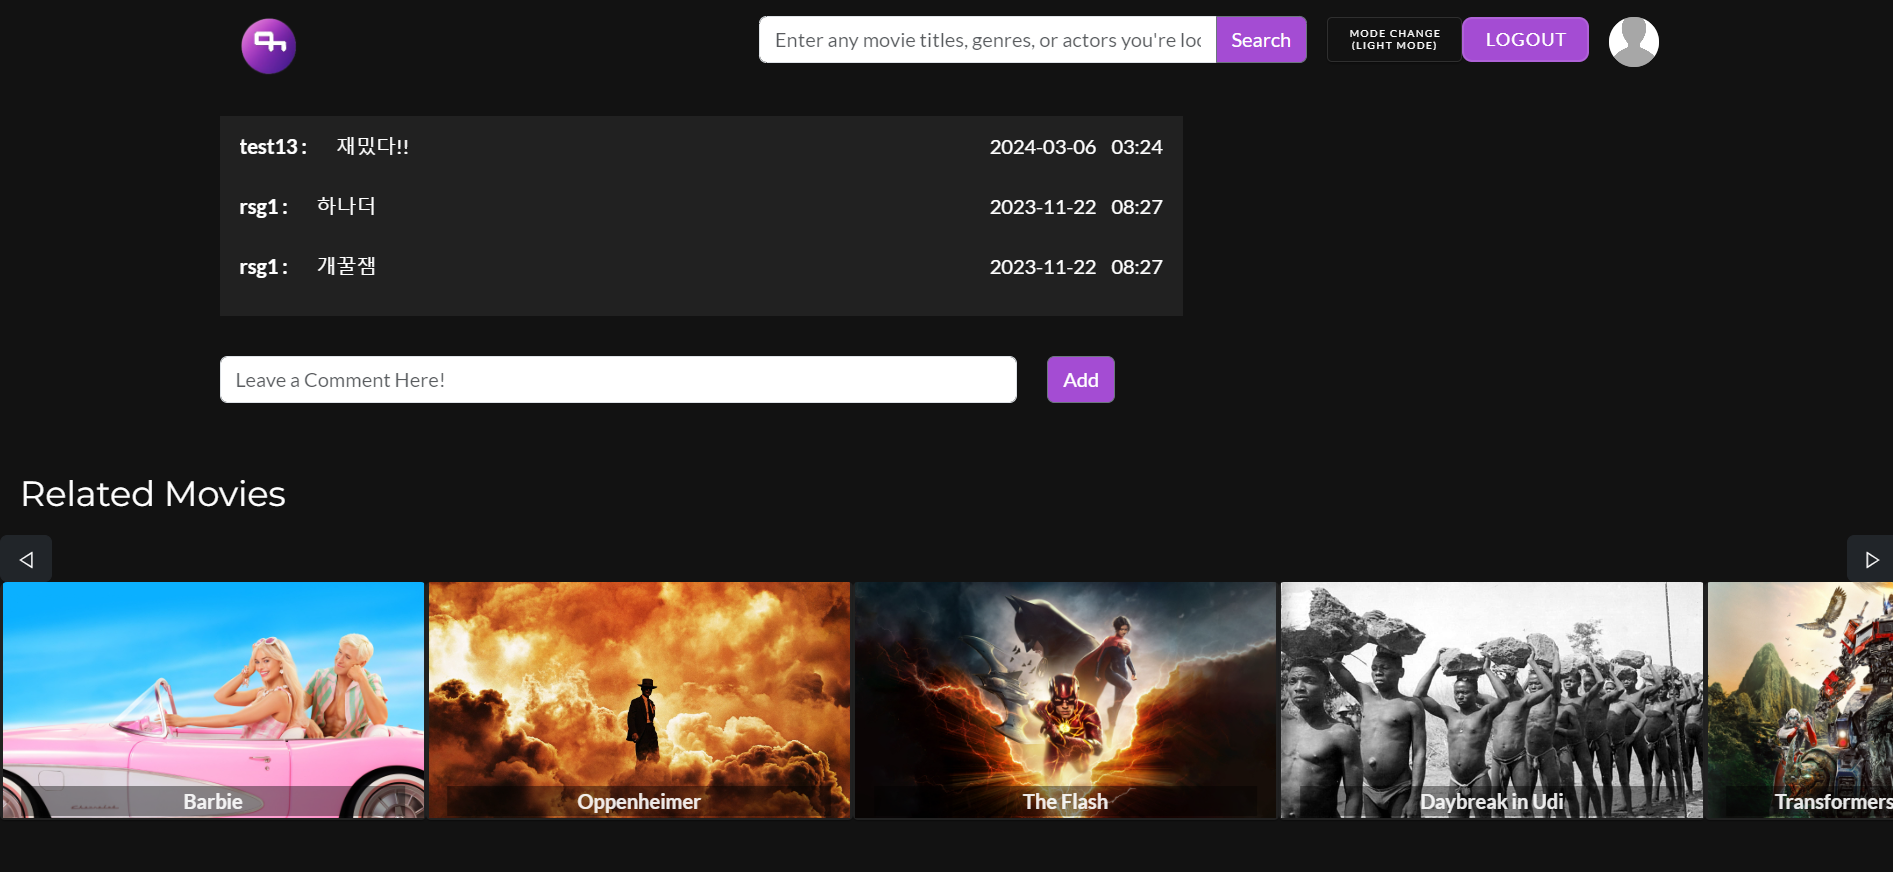 Enter any movie titles, genres, or actors you're loo
Search
MODE CHANGE
(LIGHT MODE)
LOGOUT
test13 : 재밌다!! 2024-03-06 03:24
rsg1 : 하나더 2023-11-22 08:27
rsg1 : 개꿀잼 2023-11-22 08:27
Leave a Comment Here!
Add
Related Movies
Barbie
Oppenheimer
The Flash
Daybreak in Udi
Transformers